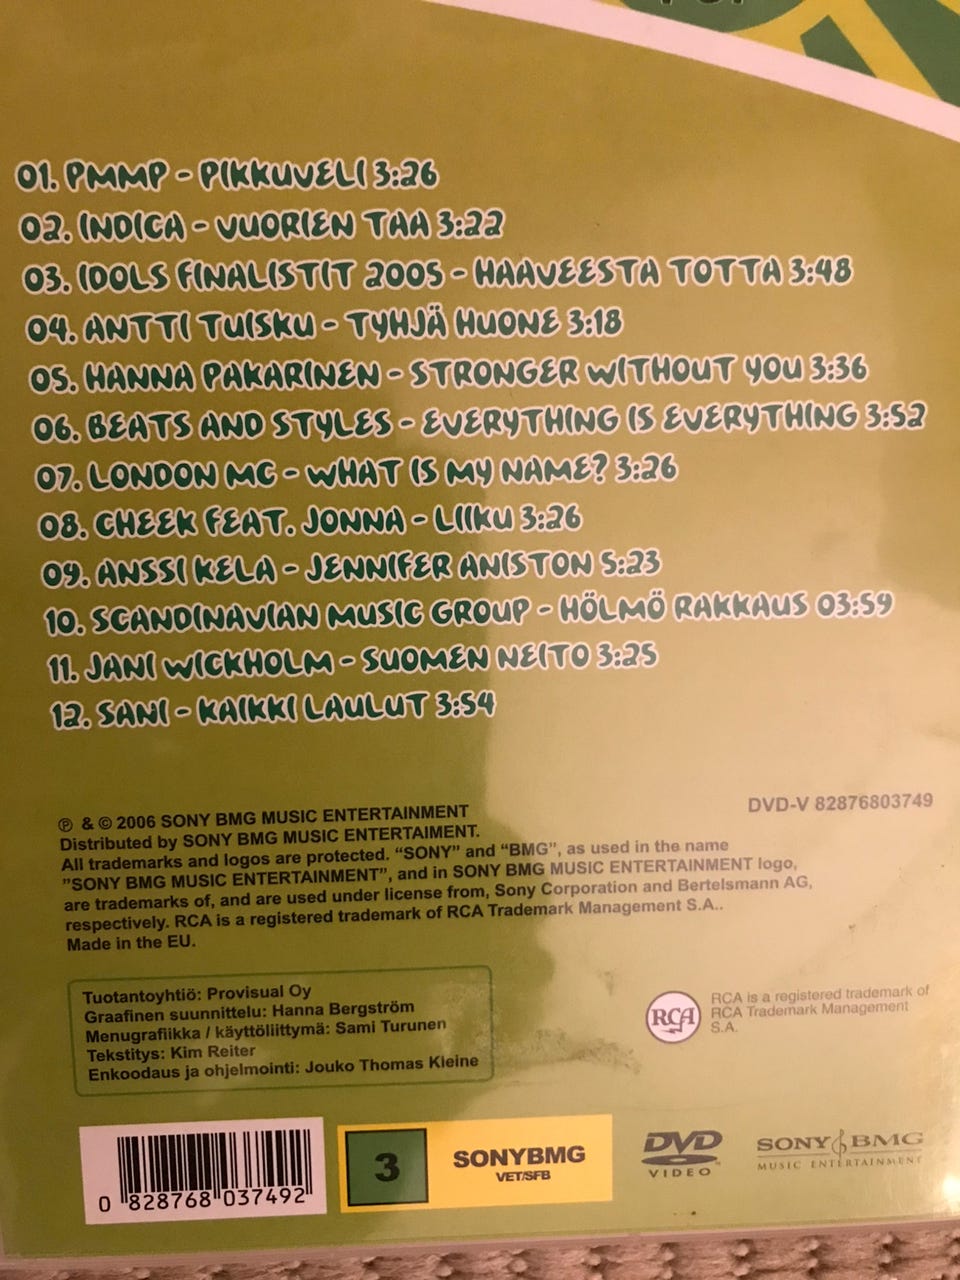 01. PMMP - PIKKUVELI 3:26
02. INDICA - VUORIEN TAA 3:22
03. IDOLS FINALISTIT 2005 - HAAVEESTA TOTTA 3:48
04. ANTTI TUISKU - TYHJÄ HUONE 3:18
05. HANNA PAKARINEN - STRONGER WITHOUT YOU 3:36
06. BEATS AND STYLES - EVERYTHING IS EVERYTHING 3:52
07. LONDON MC - WHAT IS MY NAME? 3:26
08. CHEEK FEAT. JONNA - LIIKU 3:26
09. ANSSI KELA - JENNIFER ANISTON 5:23
10. SCANDINAVIAN MUSIC GROUP - HÖLMÖ RAKKAUS 03:59
11. JANI WICKHOLM - SUOMEN NEITO 3:25
12. SANI - KAIKKI LAULUT 3:54
DVD-V 82876803749
℗ & © 2006 SONY BMG MUSIC ENTERTAINMENT
Distributed by SONY BMG MUSIC ENTERTAIMENT.
All trademarks and logos are protected. “SONY” and “BMG”, as used in the name
”SONY BMG MUSIC ENTERTAINMENT”, and in SONY BMG MUSIC ENTERTAINMENT logo,
are trademarks of, and are used under license from, Sony Corporation and Bertelsmann AG,
respectively. RCA is a registered trademark of RCA Trademark Management S.A..
Made in the EU.
Tuotantoyhtiö: Provisual Oy
Graafinen suunnittelu: Hanna Bergström
Menugrafiikka / käyttöliittymä: Sami Turunen
Tekstitys: Kim Reiter
Enkoodaus ja ohjelmointi: Jouko Thomas Kleine
RCA
RCA is a registered trademark of
RCA Trademark Management
S.A.
0 828768 037492
3
SONYBMG
VET/SFB
DVD
VIDEO
SONY BMG
MUSIC ENTERTAINMENT